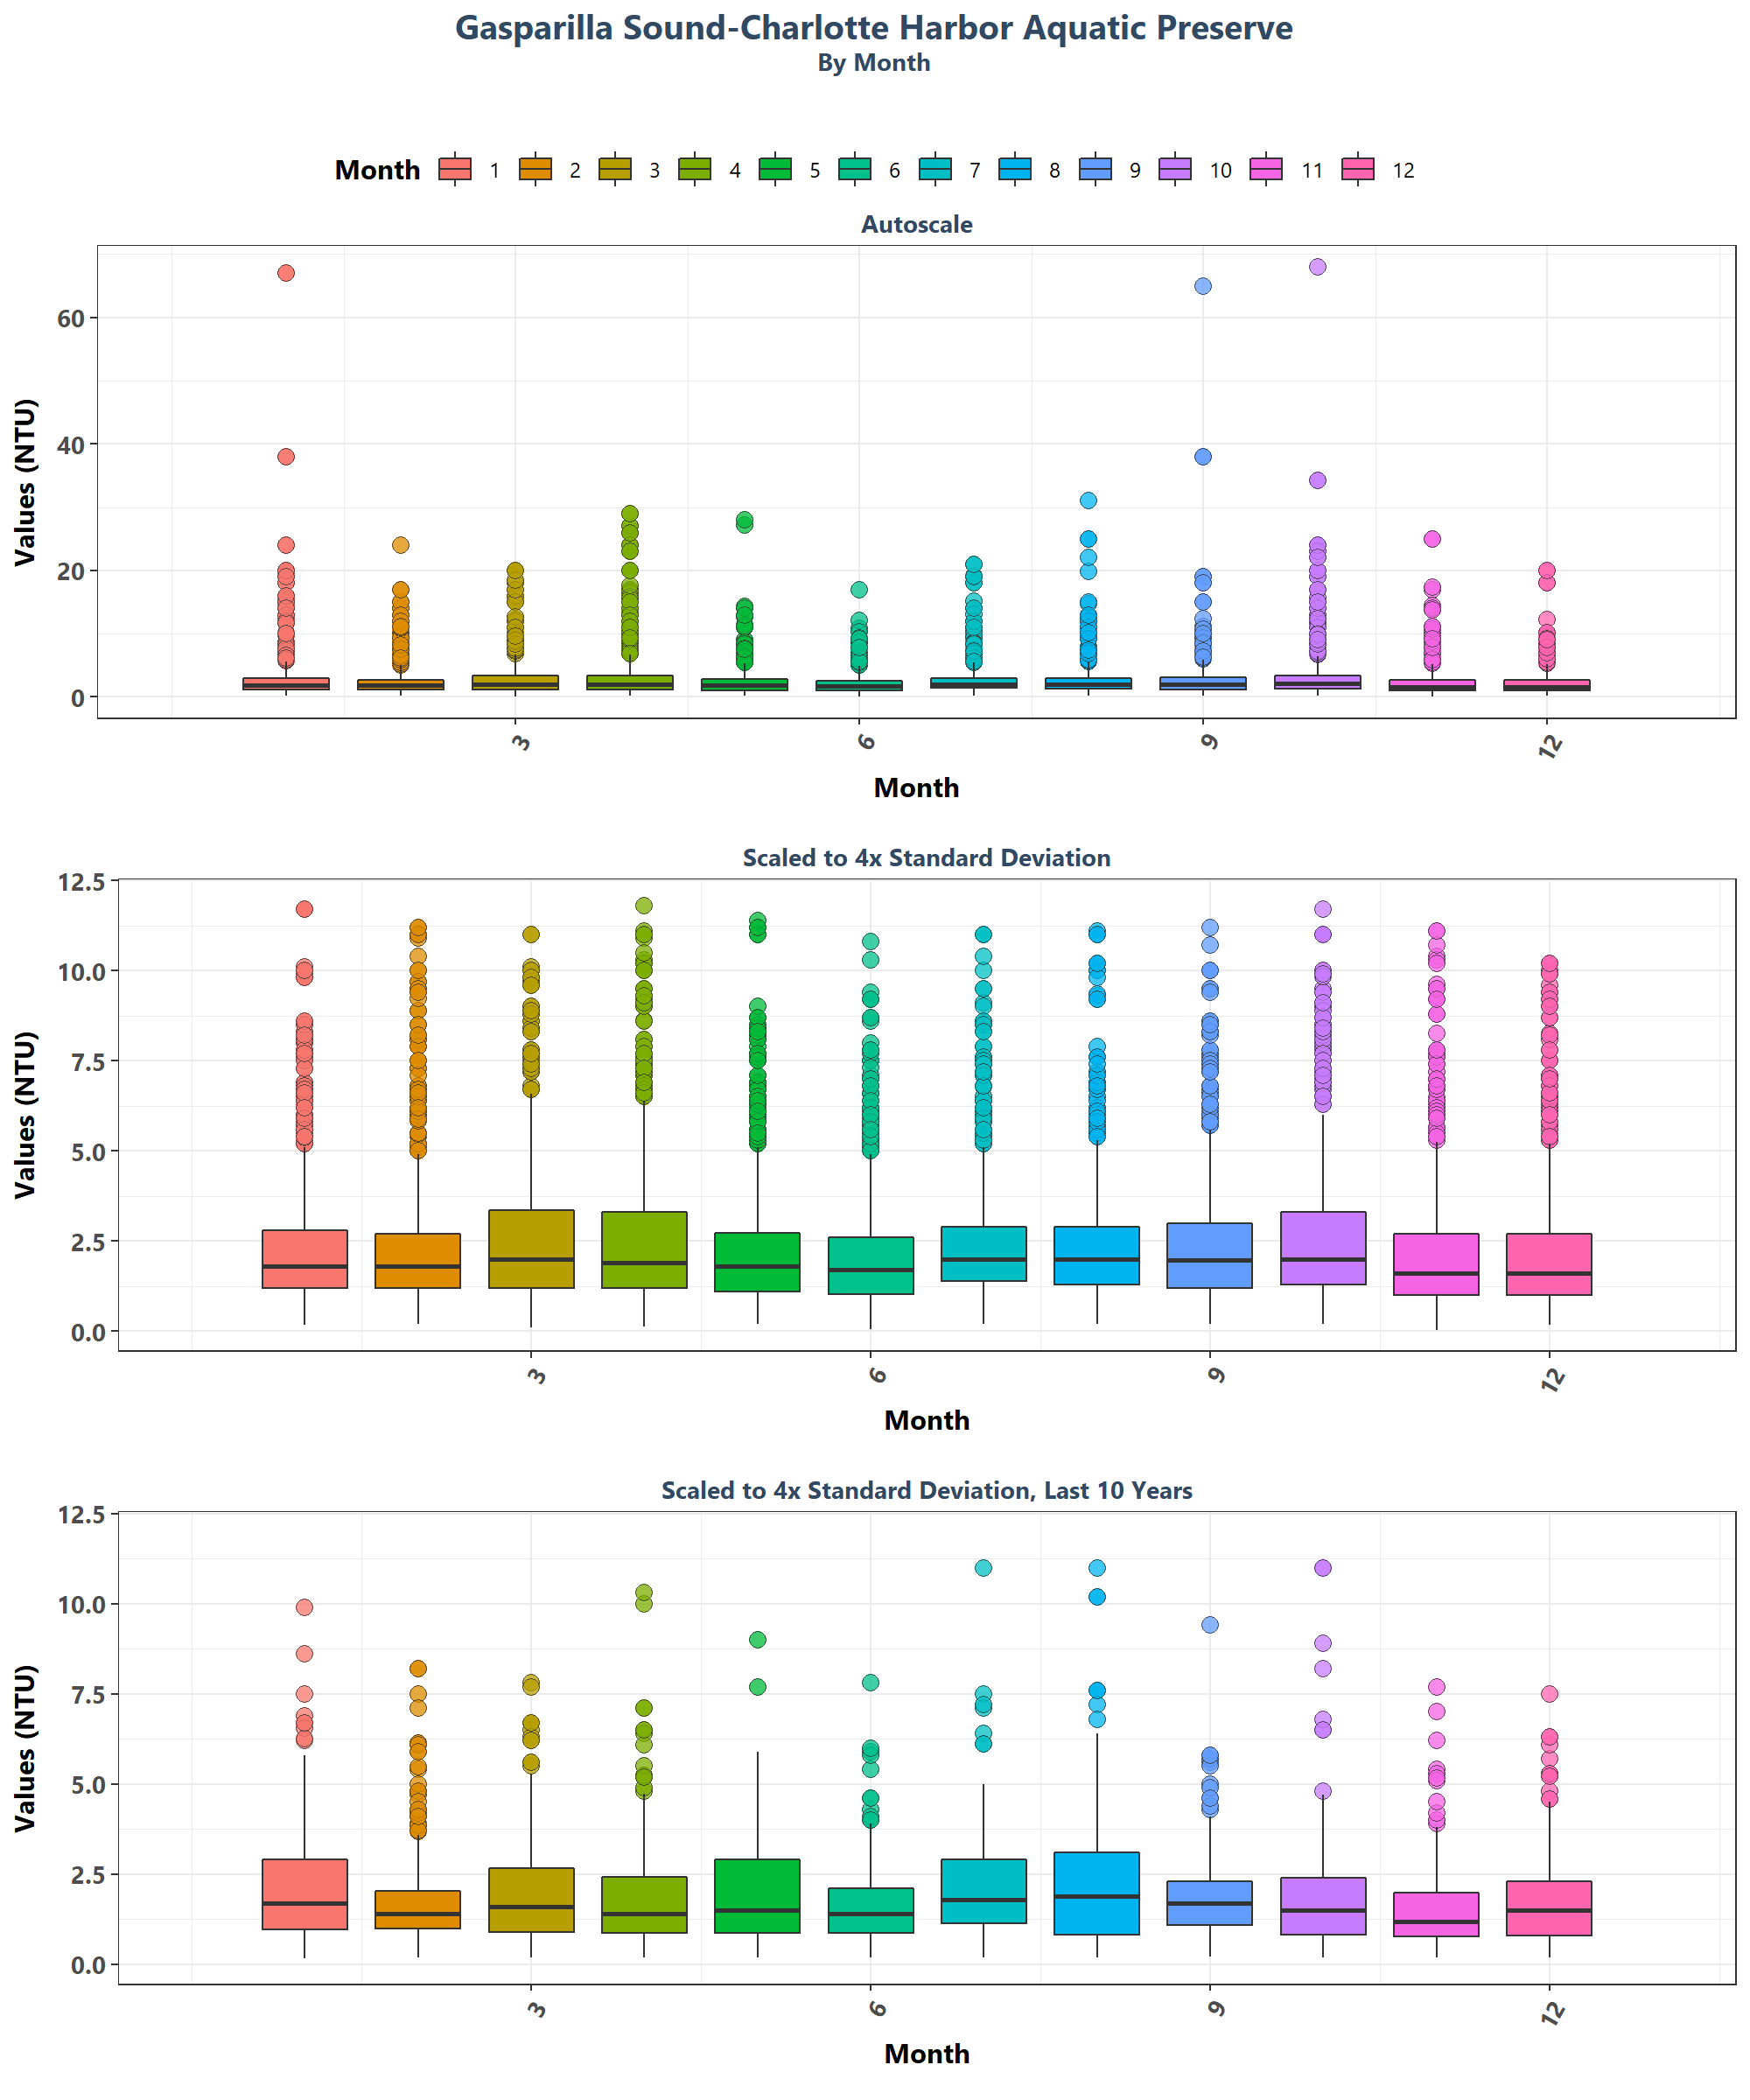 Gasparilla Sound-Charlotte Harbor Aquatic Preserve
By Month
Month 1 2 3 4 5 6 7 8 9 10 11 12
Autoscale
Values (NTU)
60
40
20
0
3 6 9 12
Month
Scaled to 4x Standard Deviation
Values (NTU)
12.5
10.0
7.5
5.0
2.5
0.0
3 6 9 12
Month
Scaled to 4x Standard Deviation, Last 10 Years
Values (NTU)
12.5
10.0
7.5
5.0
2.5
0.0
3 6 9 12
Month